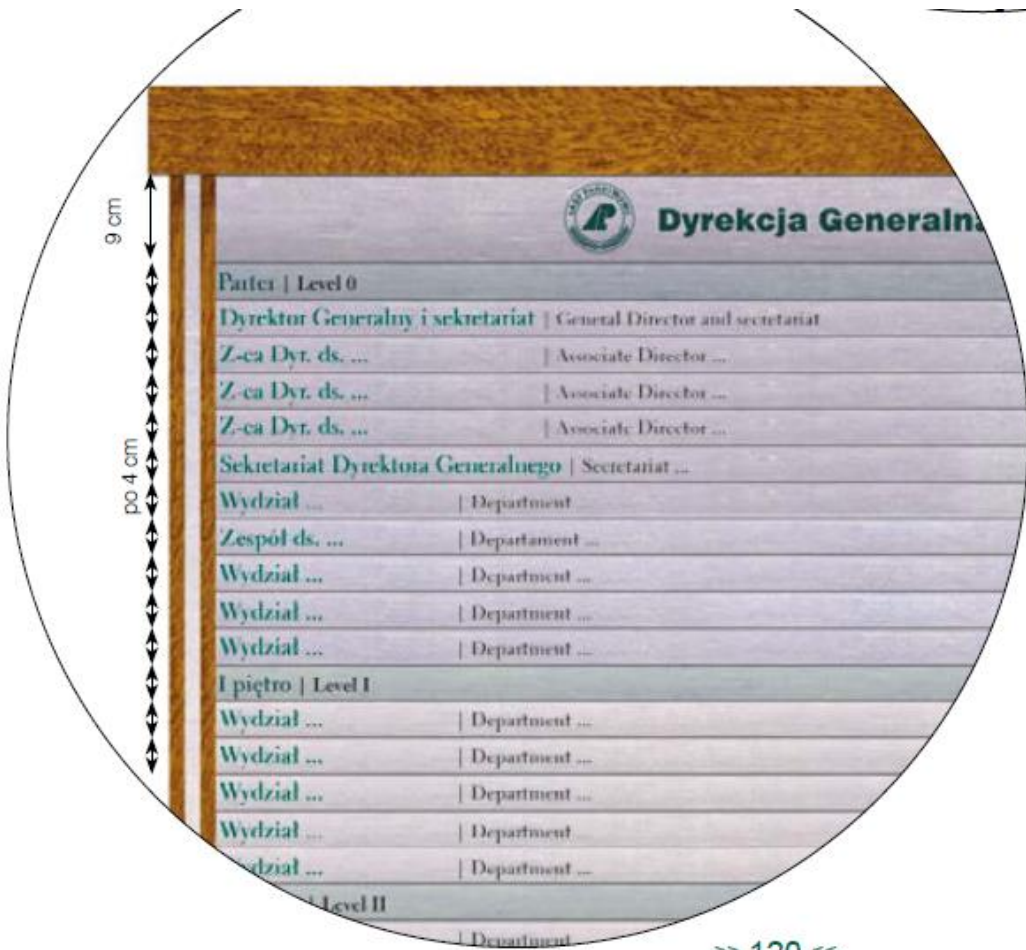 9 cm
po 4 cm
LASY PAŃSTWOWE
Dyrekcja Generaln
Parter | Level 0
Dyrektor Generalny i sekretariat | General Director and secretariat
Z-ca Dyr. ds. ... | Associate Director ...
Z-ca Dyr. ds. ... | Associate Director ...
Z-ca Dyr. ds. ... | Associate Director ...
Sekretariat Dyrektora Generalnego | Secretariat ...
Wydział ... | Department
Zespół ds. ... | Departament ...
Wydział ... | Department ...
Wydział ... | Department ...
Wydział ... | Department ...
I piętro | Level I
Wydział ... | Department ...
Wydział ... | Department ...
Wydział ... | Department ...
Wydział ... | Department
dział ... | Department ...
| Level II
| Department
>> 120 <<